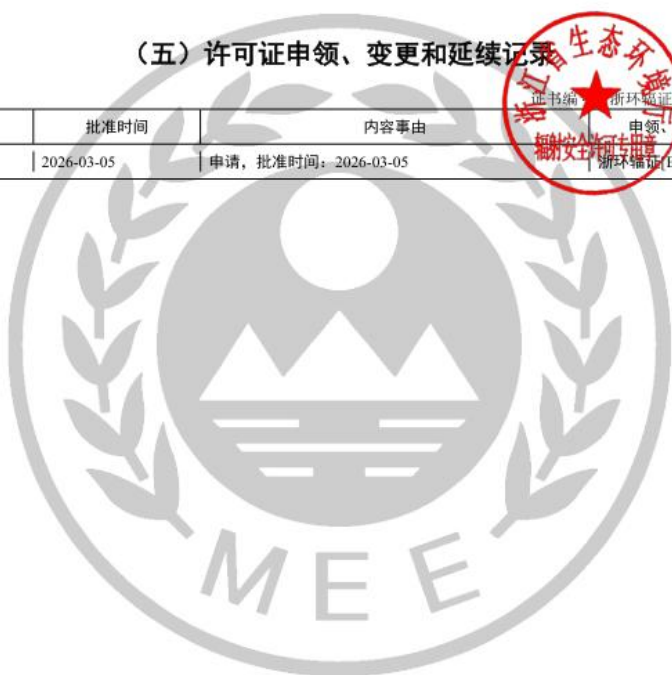 （五）许可证申领、变更和延续记录
证书编 浙环辐证
批准时间 内容事由 申领、
2026-03-05 申请，批准时间：2026-03-05 浙环辐证[
浙江省生态环境厅
辐射安全许可专用章
MEE